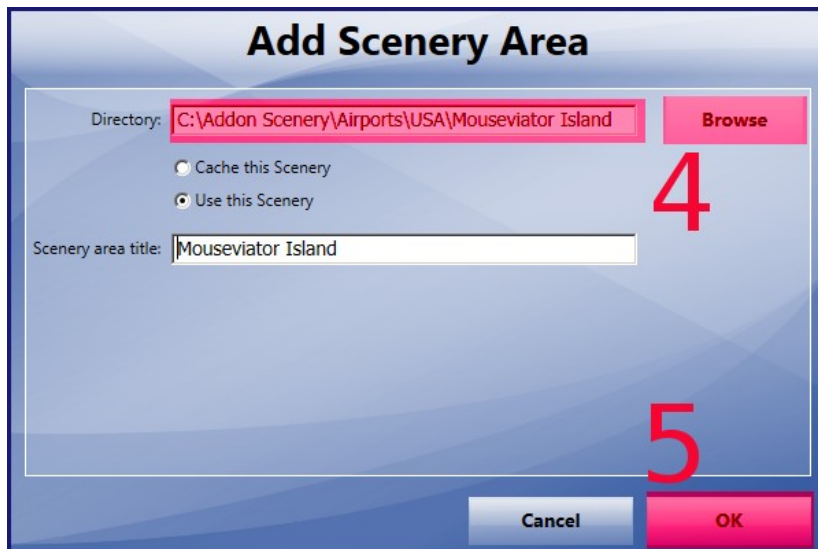 Add Scenery Area
Directory: C:\Addon Scenery\Airports\USA\Mouseviator Island Browse
Cache this Scenery
4
Use this Scenery
Scenery area title: Mouseviator Island
5
Cancel OK